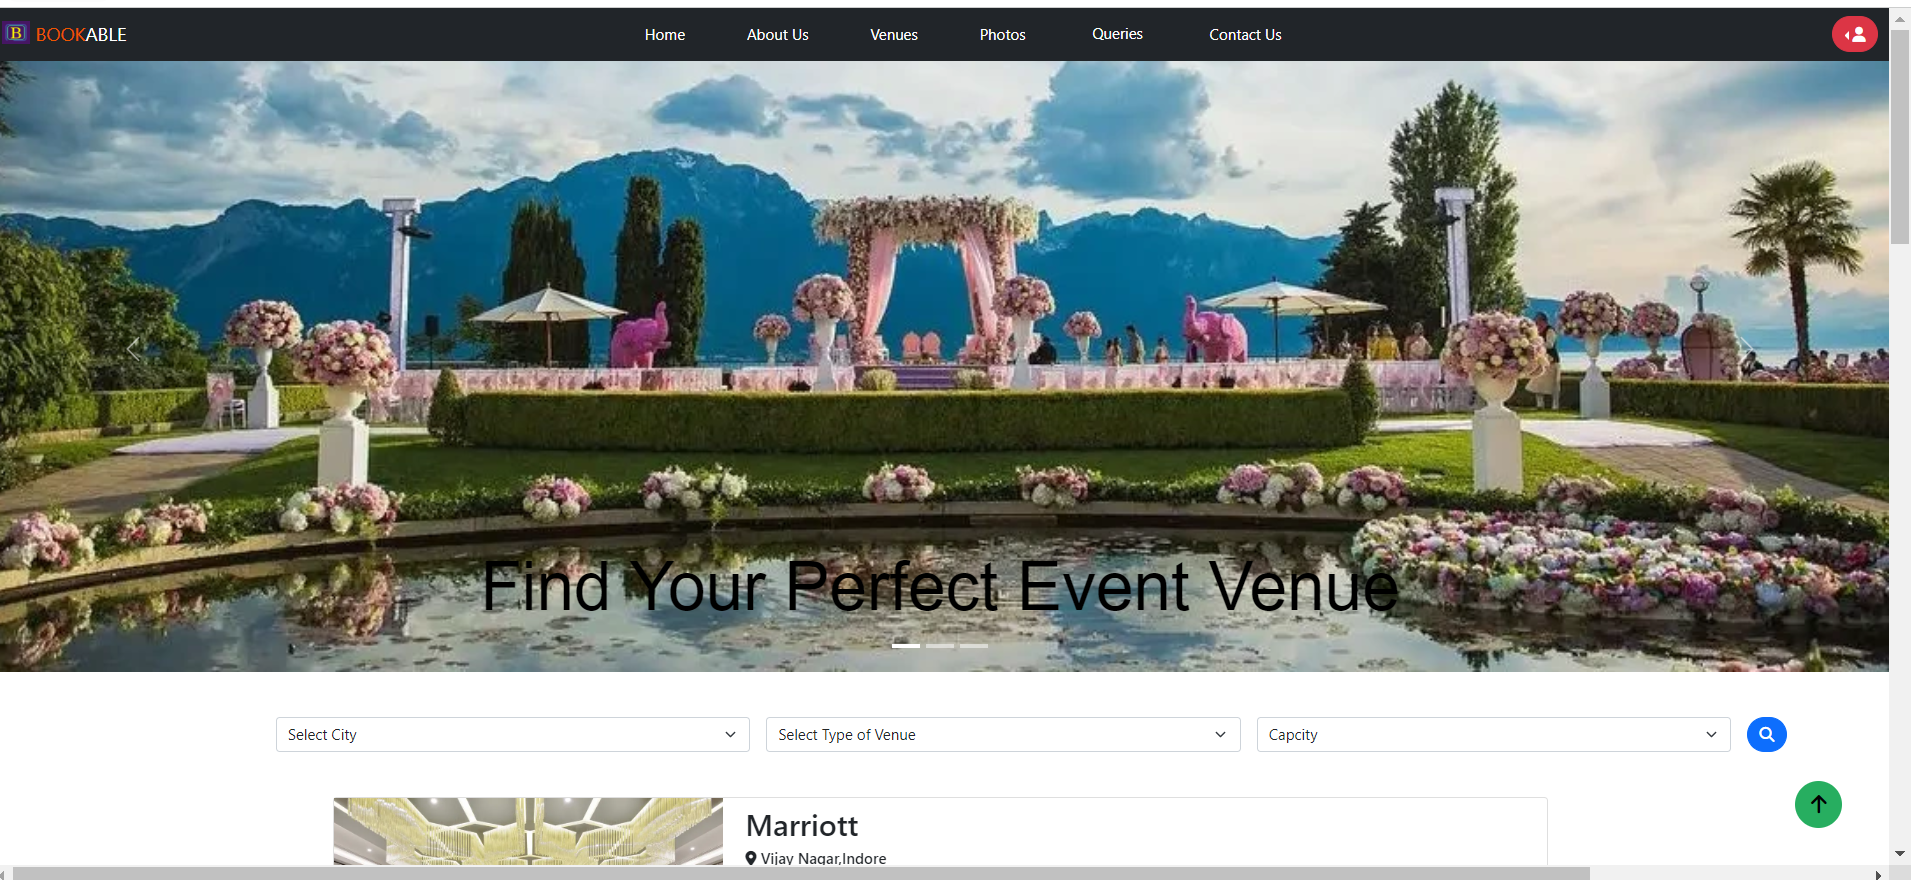 B BOOKABLE
Home About Us Venues Photos Queries Contact Us
Find Your Perfect Event Venue
Select City Select Type of Venue Capcity
Marriott
Vijay Nagar,Indore